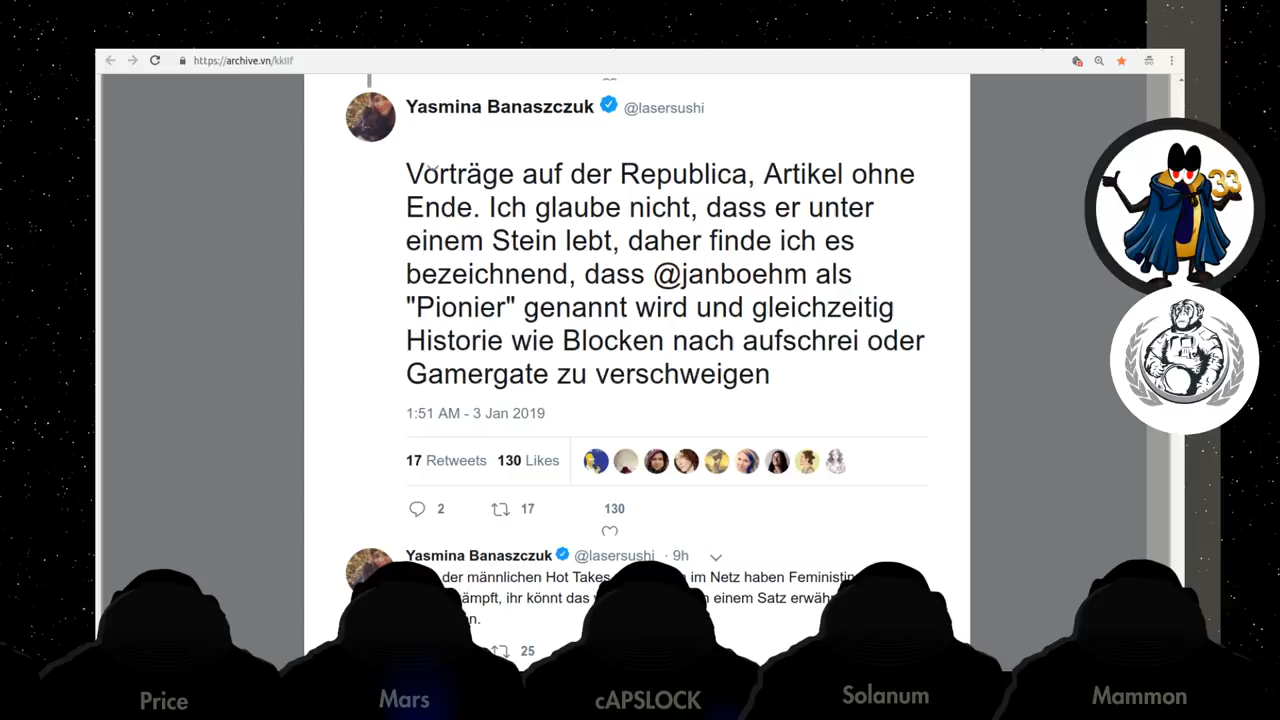 https://archive.vn/kkIIf
Yasmina Banaszczuk @lasersushi
Vorträge auf der Republica, Artikel ohne
Ende. Ich glaube nicht, dass er unter
einem Stein lebt, daher finde ich es
bezeichnend, dass @janboehm als
"Pionier" genannt wird und gleichzeitig
Historie wie Blocken nach aufschrei oder
Gamergate zu verschweigen
1:51 AM - 3 Jan 2019
17 Retweets 130 Likes
2 17 130
33
Yasmina Banaszczuk @lasersushi · 9h
der männlichen Hot Takes im Netz haben
ihr könnt das einem Satz
25
Price Mars cAPSLOCK Solanum Mammon